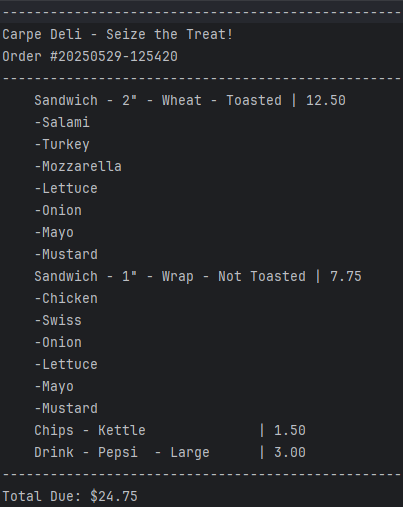 --------------------------------------------------
Carpe Deli - Seize the Treat!
Order #20250529-125420
--------------------------------------------------
    Sandwich - 2" - Wheat - Toasted | 12.50
    -Salami
    -Turkey
    -Mozzarella
    -Lettuce
    -Onion
    -Mayo
    -Mustard
    Sandwich - 1" - Wrap - Not Toasted | 7.75
    -Chicken
    -Swiss
    -Onion
    -Lettuce
    -Mayo
    -Mustard
    Chips - Kettle              | 1.50
    Drink - Pepsi  - Large      | 3.00
--------------------------------------------------
Total Due: $24.75